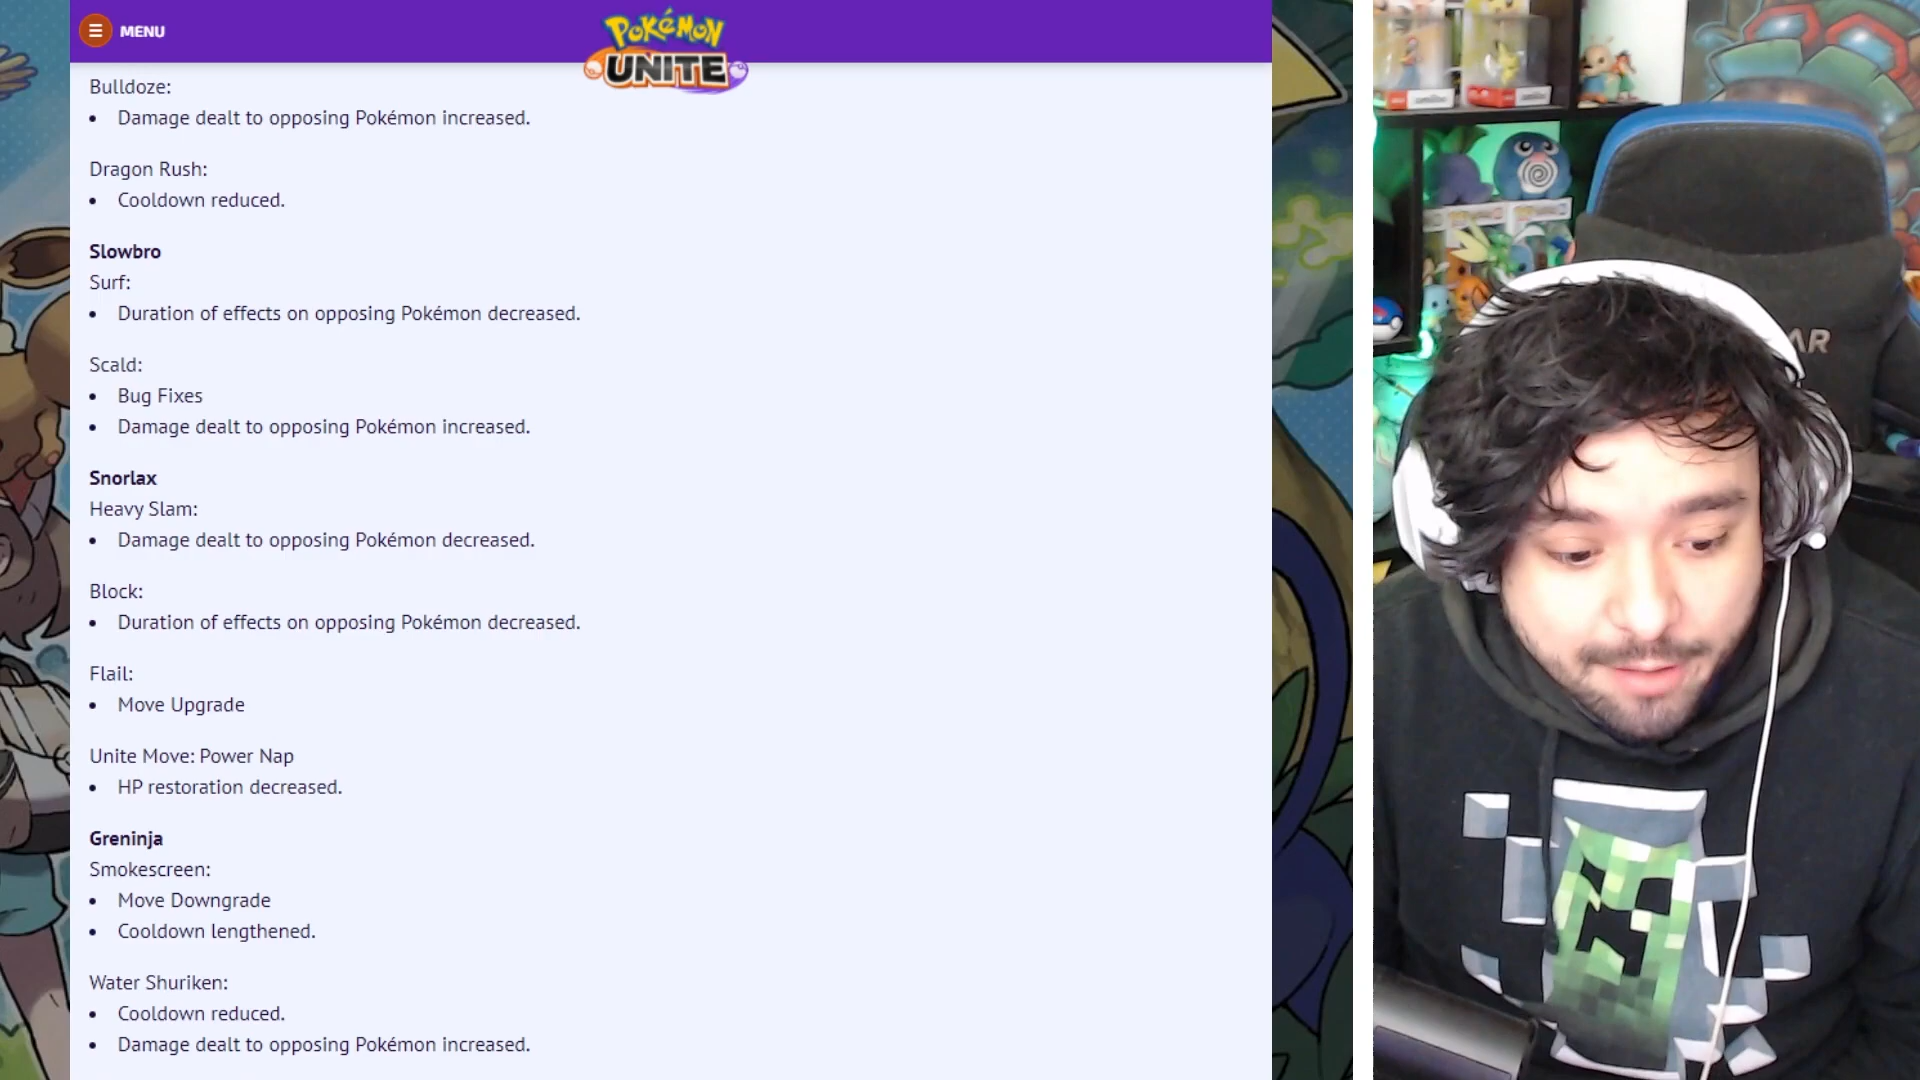 MENU
POKéMON
UNITE
Bulldoze:
• Damage dealt to opposing Pokémon increased.
Dragon Rush:
• Cooldown reduced.
Slowbro
Surf:
• Duration of effects on opposing Pokémon decreased.
Scald:
• Bug Fixes
• Damage dealt to opposing Pokémon increased.
Snorlax
Heavy Slam:
• Damage dealt to opposing Pokémon decreased.
Block:
• Duration of effects on opposing Pokémon decreased.
Flail:
• Move Upgrade
Unite Move: Power Nap
• HP restoration decreased.
Greninja
Smokescreen:
• Move Downgrade
• Cooldown lengthened.
Water Shuriken:
• Cooldown reduced.
• Damage dealt to opposing Pokémon increased.
amiibo
amiibo